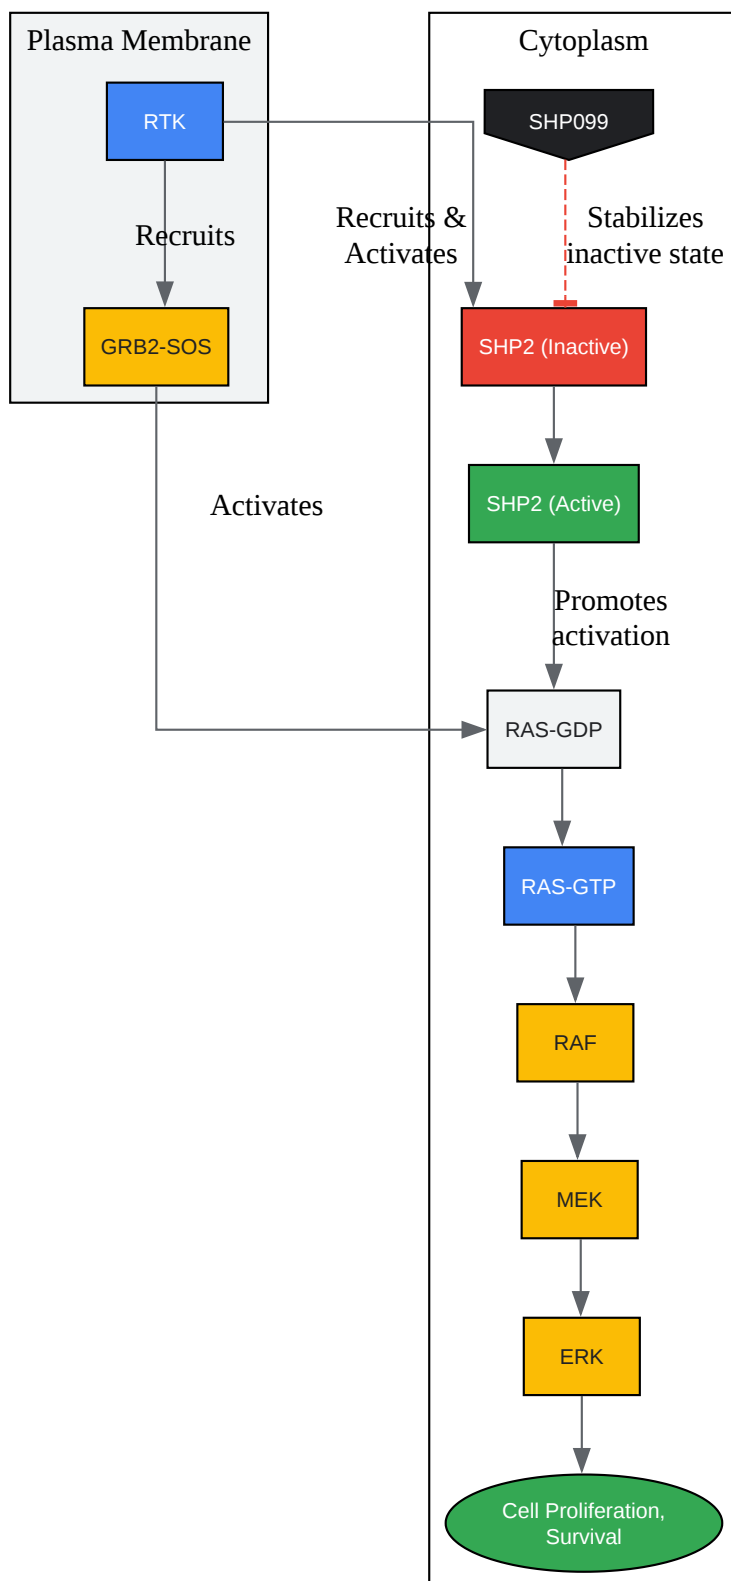 Plasma Membrane
Cytoplasm
RTK
SHP099
Recruits
Recruits &
Activates
Stabilizes
inactive state
GRB2-SOS
SHP2 (Inactive)
Activates
SHP2 (Active)
Promotes
activation
RAS-GDP
RAS-GTP
RAF
MEK
ERK
Cell Proliferation,
Survival